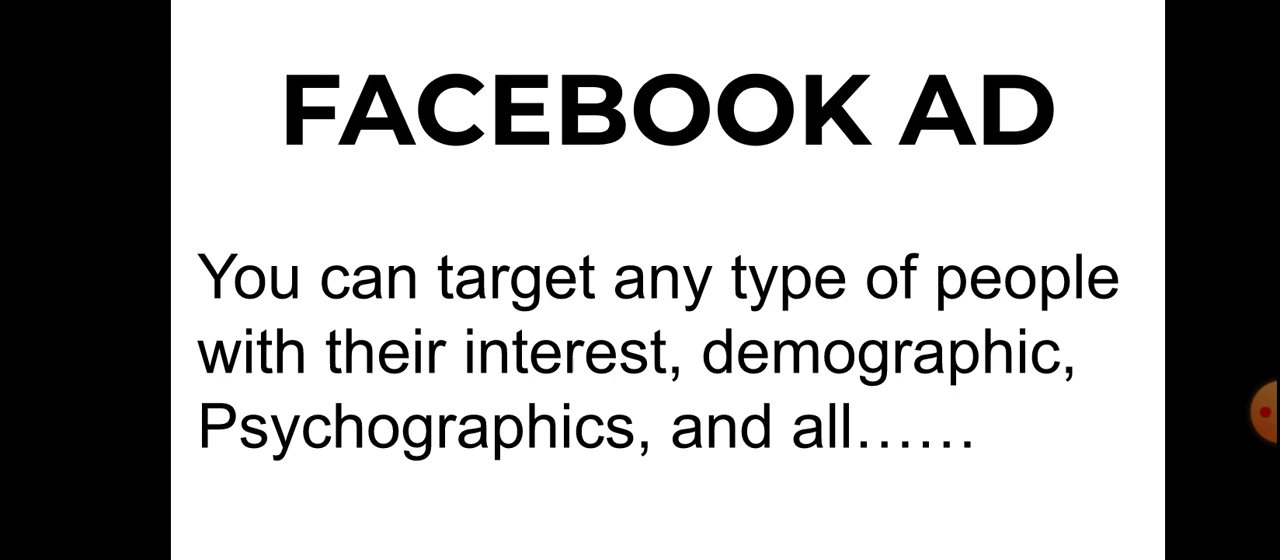 FACEBOOK AD
You can target any type of people
with their interest, demographic,
Psychographics, and all......